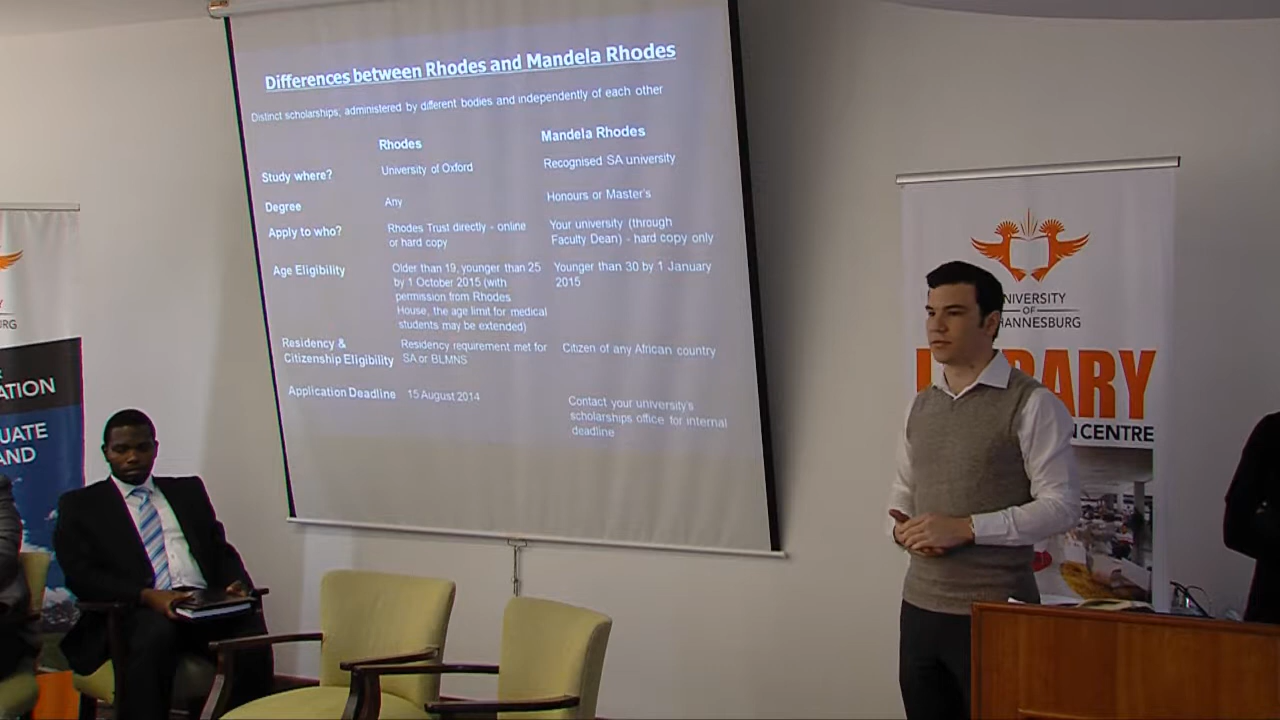 Differences between Rhodes and Mandela Rhodes
Distinct scholarships; administered by different bodies and independently of each other
Rhodes
Mandela Rhodes
Study where?
University of Oxford
Recognised SA university
Degree
Any
Honours or Master's
Apply to who?
Rhodes Trust directly - online
or hard copy
Your university (through
Faculty Dean) - hard copy only
Age Eligibility
Older than 19, younger than 25
by 1 October 2015 (with
permission from Rhodes
House, the age limit for medical
students may be extended)
Younger than 30 by 1 January
2015
Residency &
Citizenship Eligibility
Residency requirement met for
SA or BLMNS
Citizen of any African country
Application Deadline
15 August 2014
Contact your university's
scholarships office for internal
deadline
NIVERSITY
OF
HANNESBURG
RARY
N CENTRE
RG
ATION
UATE
AND